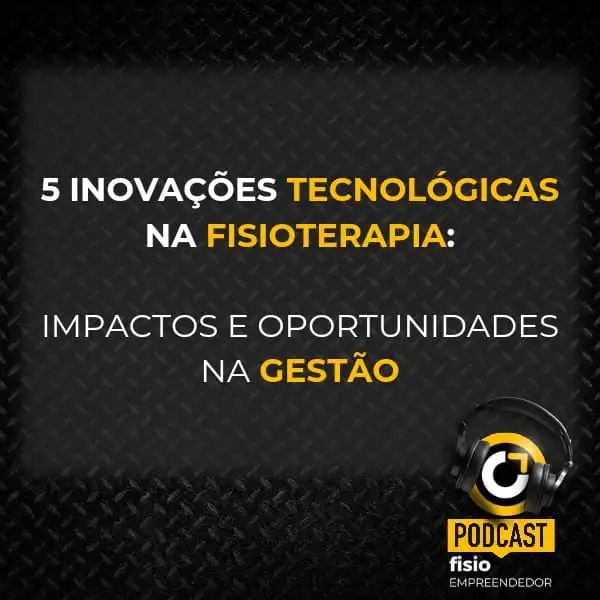 5 INOVAÇÕES TECNOLÓGICAS
NA FISIOTERAPIA:
IMPACTOS E OPORTUNIDADES
NA GESTÃO
PODCAST
fisio
EMPREENDEDOR